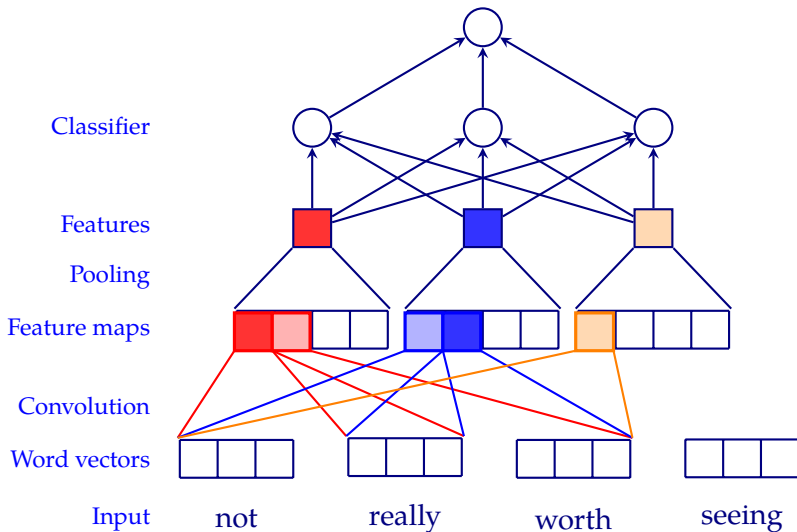 Classifier
Features
Pooling
Feature maps
Convolution
Word vectors
Input not really worth seeing